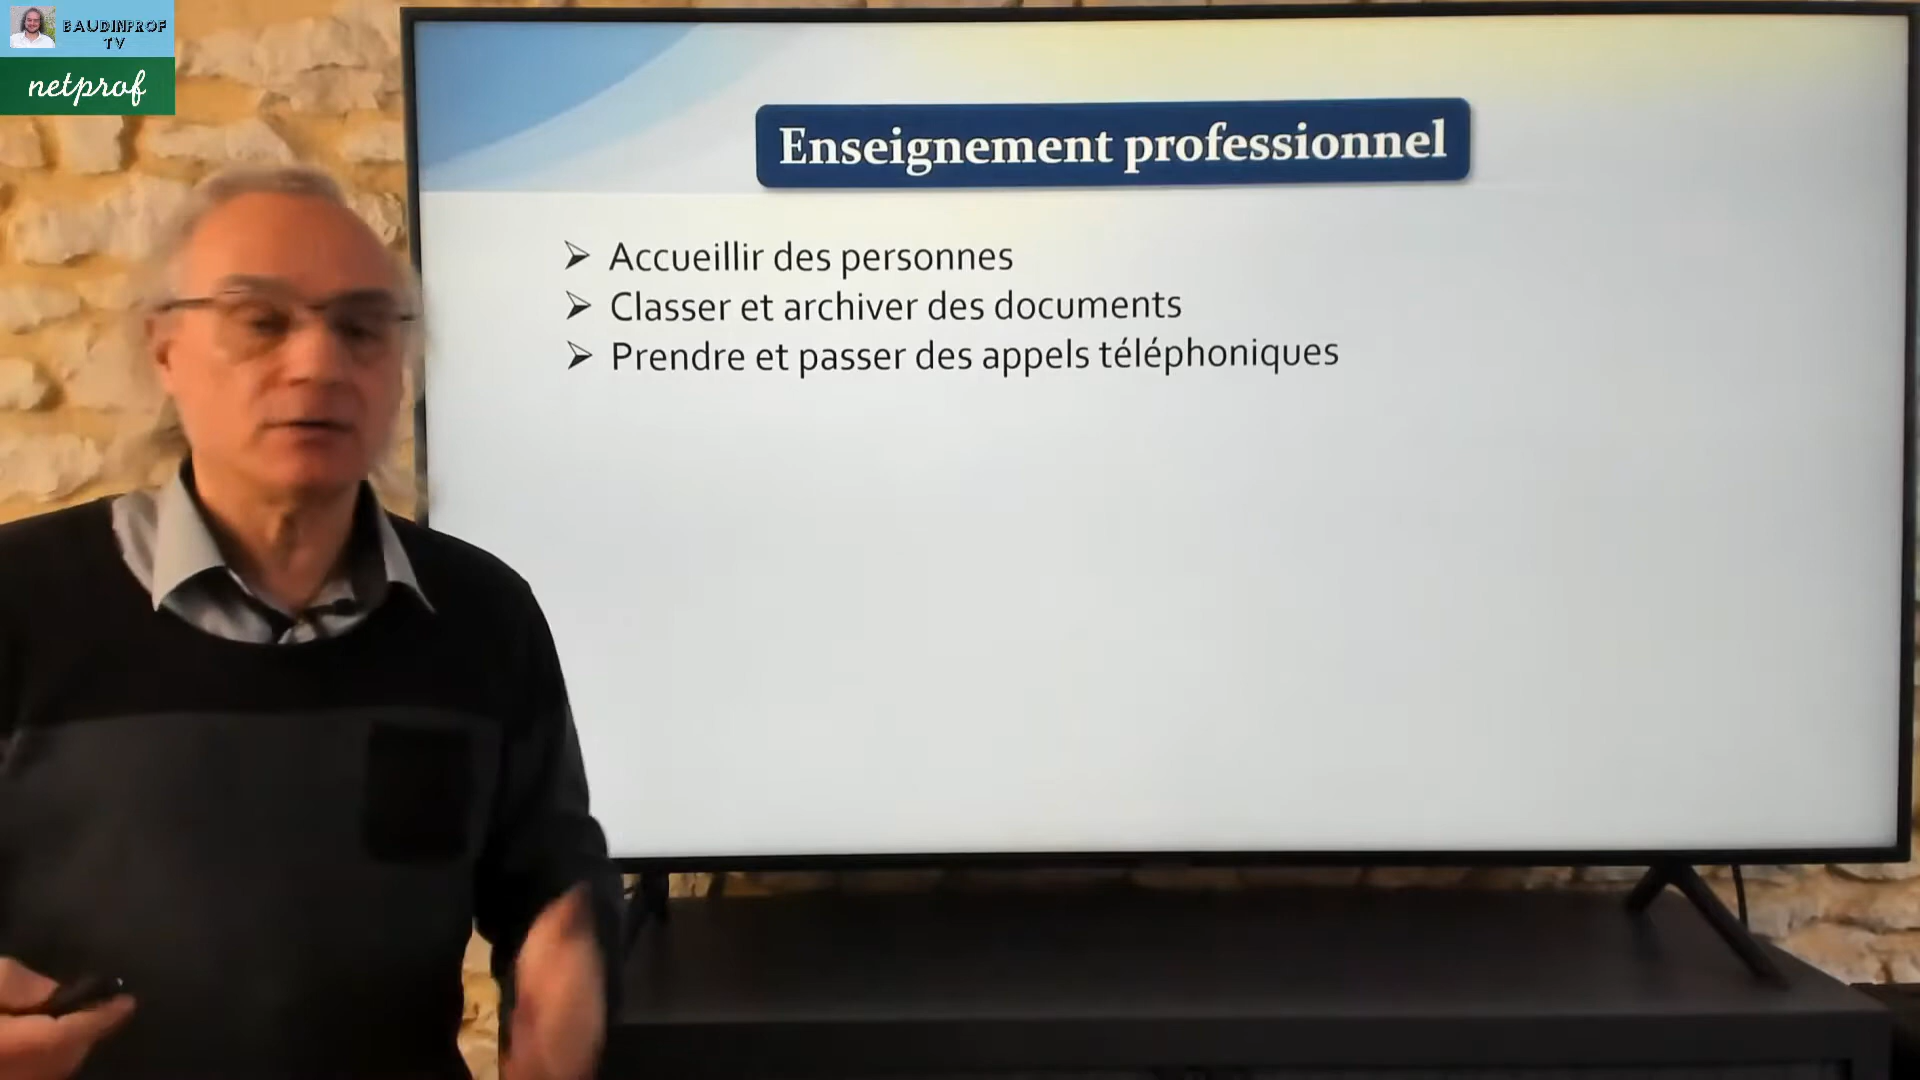 BAUDINPROF
TV
netprof
Enseignement professionnel
Accueillir des personnes
Classer et archiver des documents
Prendre et passer des appels téléphoniques